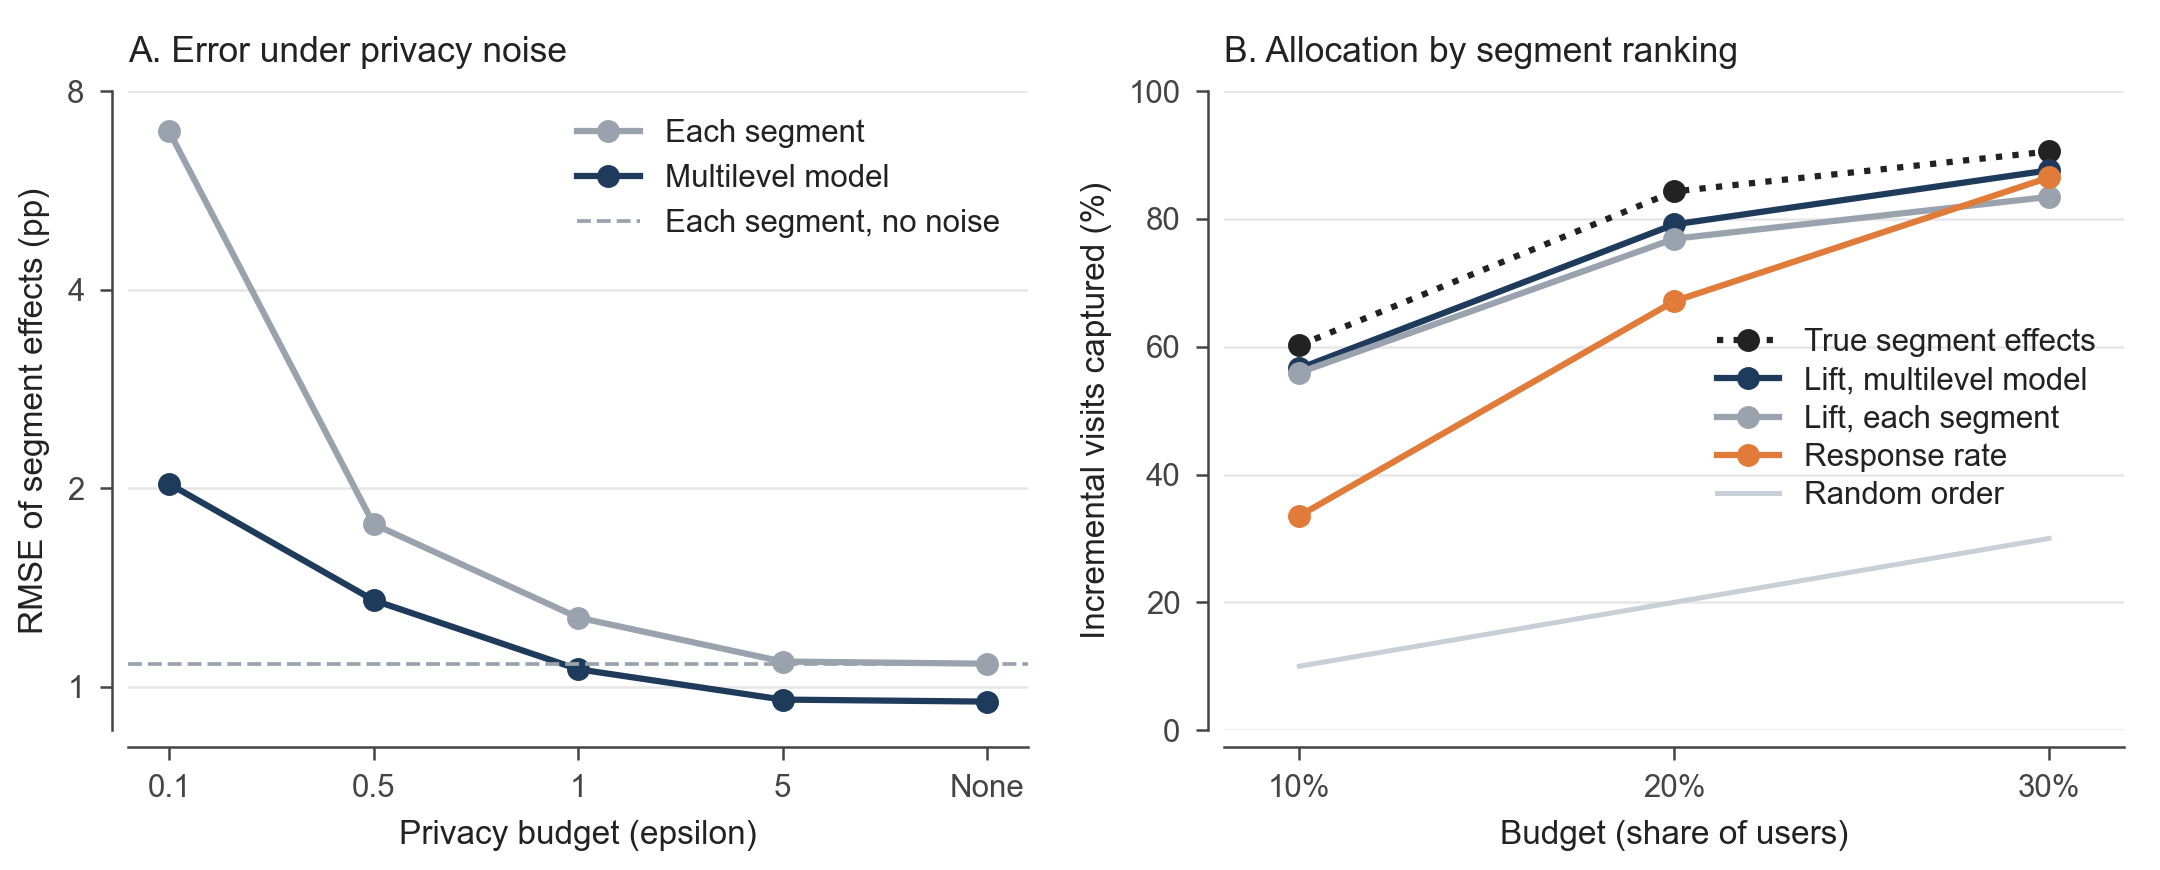 A. Error under privacy noise
RMSE of segment effects (pp)
8
4
2
1
Each segment
Multilevel model
Each segment, no noise
0.1
0.5
1
5
None
Privacy budget (epsilon)
B. Allocation by segment ranking
Incremental visits captured (%)
100
80
60
40
20
0
True segment effects
Lift, multilevel model
Lift, each segment
Response rate
Random order
10%
20%
30%
Budget (share of users)